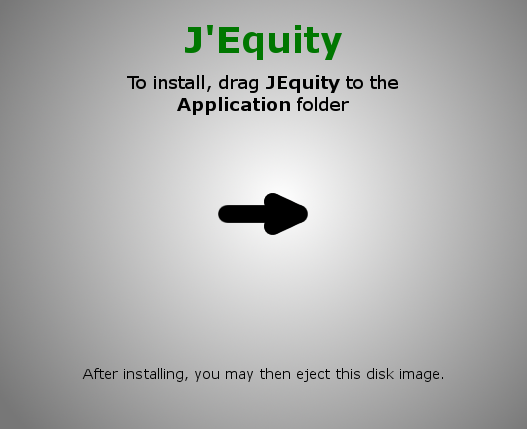 J'Equity
To install, drag JEquity to the
Application folder
After installing, you may then eject this disk image.